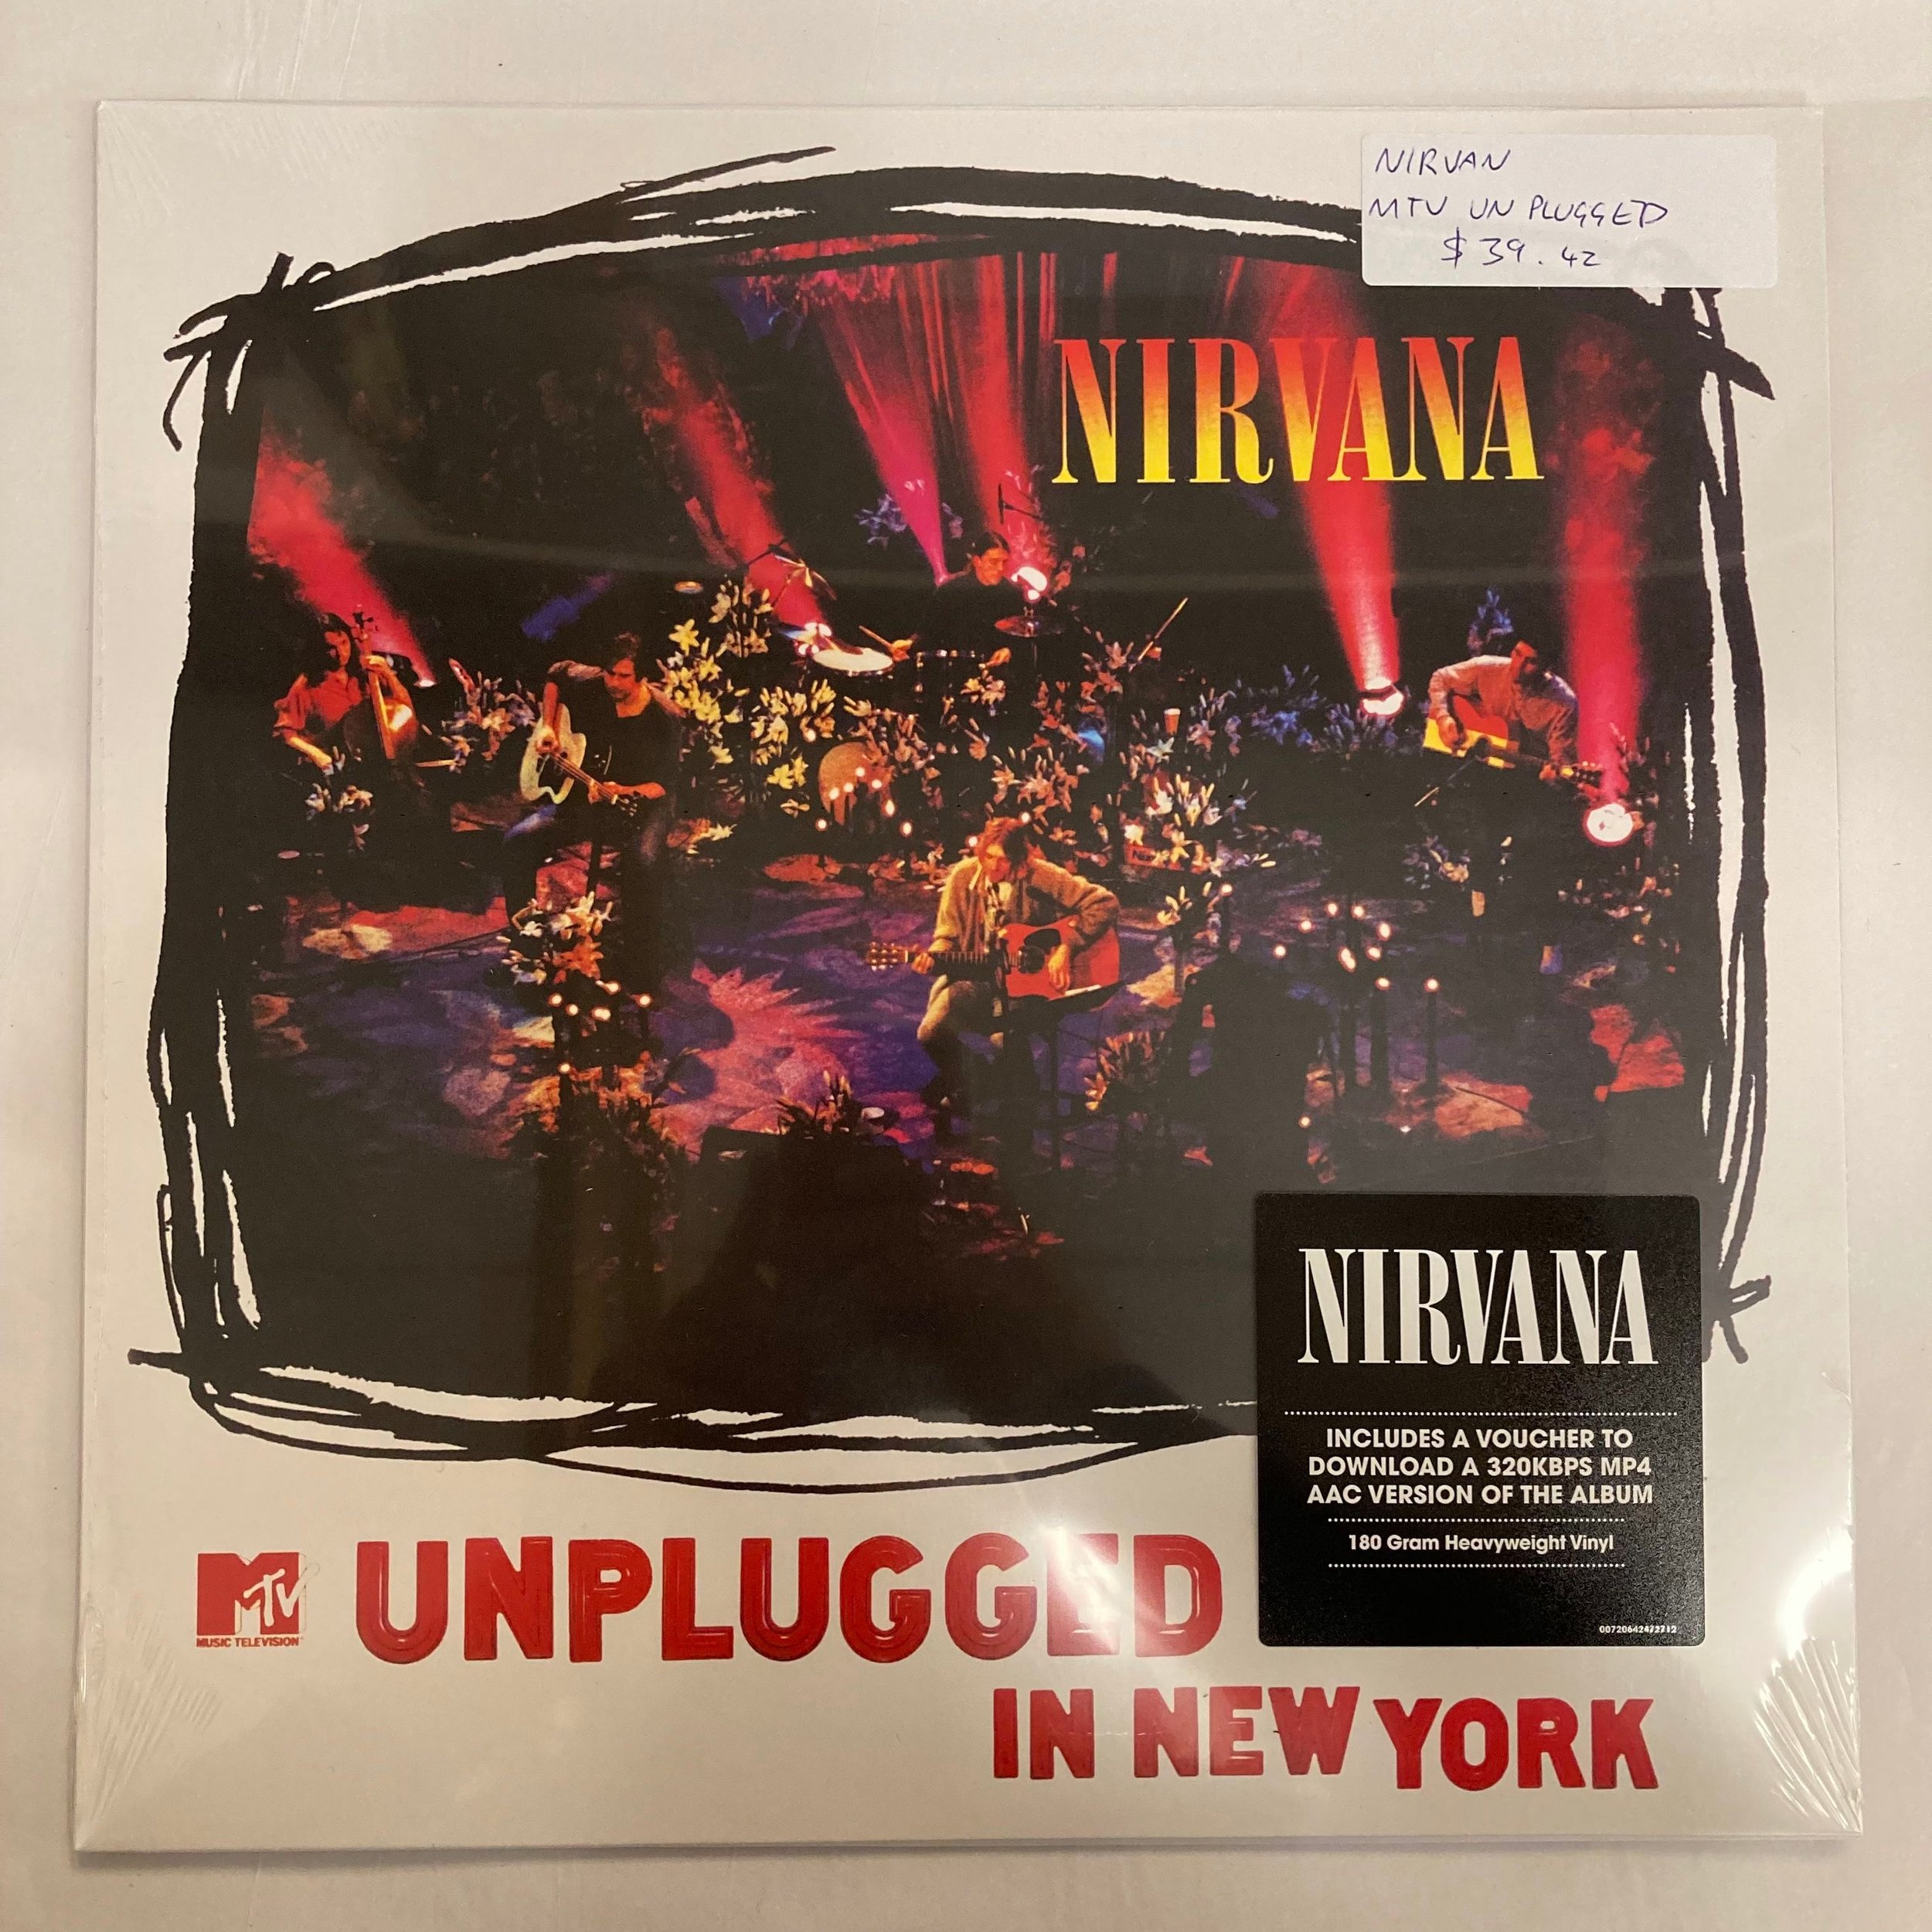 NIRVAN
MTV UN PLUGGED
$39.42
NIRVANA
NIRVANA
INCLUDES A VOUCHER TO
DOWNLOAD A 320KBPS MP4
AAC VERSION OF THE ALBUM
180 Gram Heavyweight Vinyl
00720642472712
MTV
MUSIC TELEVISION
UNPLUGGED
IN NEW YORK